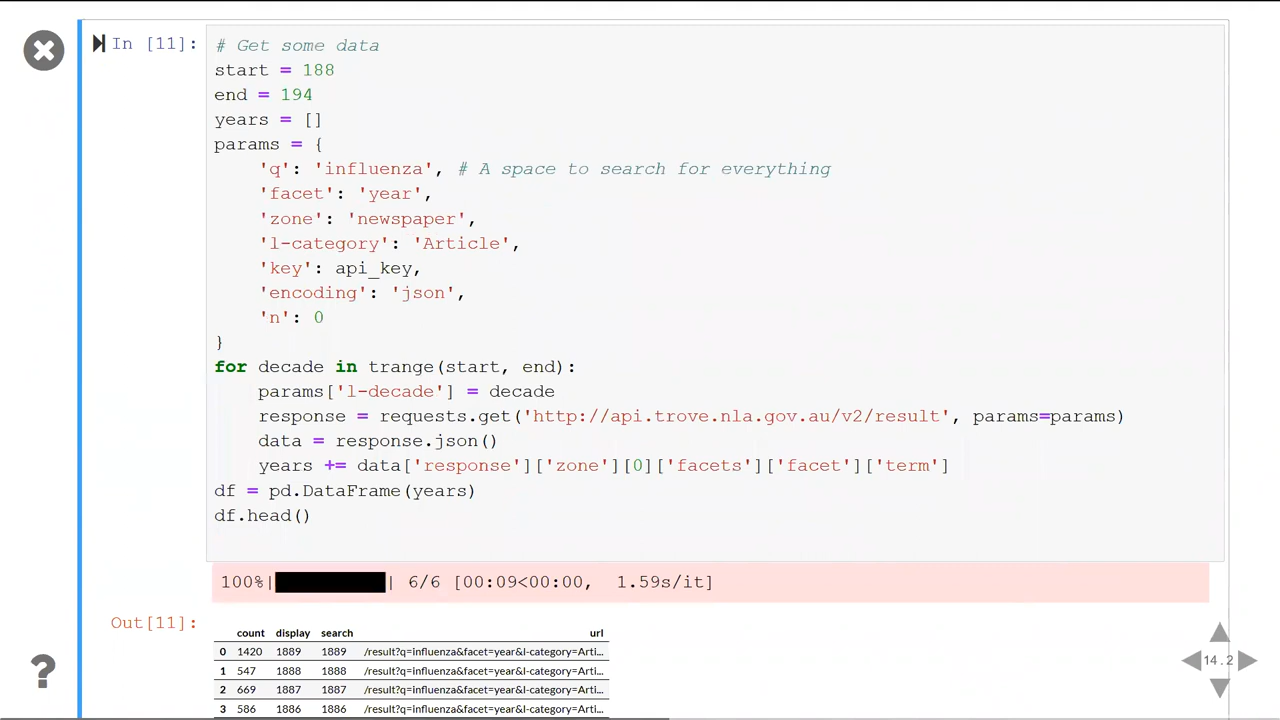 In [11]:
# Get some data
start = 188
end = 194
years = []
params = {
    'q': 'influenza', # A space to search for everything
    'facet': 'year',
    'zone': 'newspaper',
    'l-category': 'Article',
    'key': api_key,
    'encoding': 'json',
    'n': 0
}
for decade in trange(start, end):
    params['l-decade'] = decade
    response = requests.get('http://api.trove.nla.gov.au/v2/result', params=params)
    data = response.json()
    years += data['response']['zone'][0]['facets']['facet']['term']
df = pd.DataFrame(years)
df.head()
100%|██████████| 6/6 [00:09<00:00,  1.59s/it]
Out[11]:
count display search url
0 1420 1889 1889 /result?q=influenza&facet=year&l-category=Arti...
1 547 1888 1888 /result?q=influenza&facet=year&l-category=Arti...
2 669 1887 1887 /result?q=influenza&facet=year&l-category=Arti...
3 586 1886 1886 /result?q=influenza&facet=year&l-category=Arti...
14.2
?